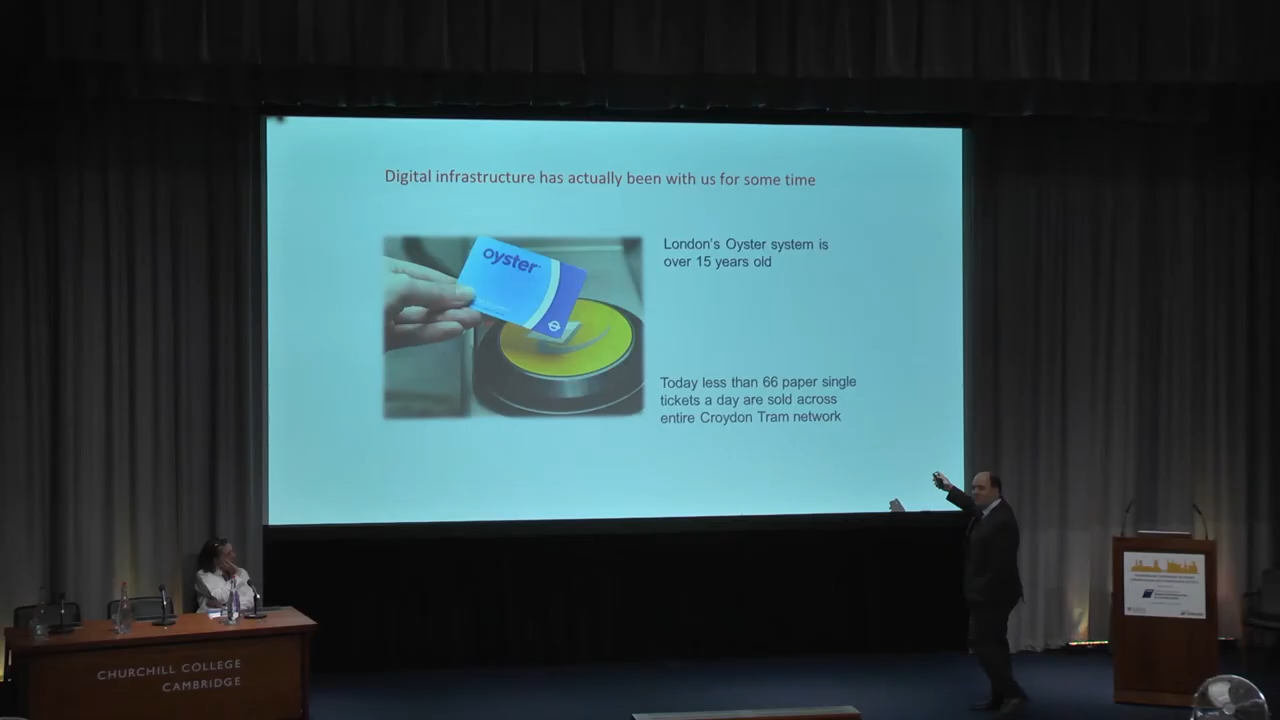 Digital infrastructure has actually been with us for some time
oyster
London's Oyster system is
over 15 years old
Today less than 66 paper single
tickets a day are sold across
entire Croydon Tram network
CHURCHILL COLLEGE
CAMBRIDGE